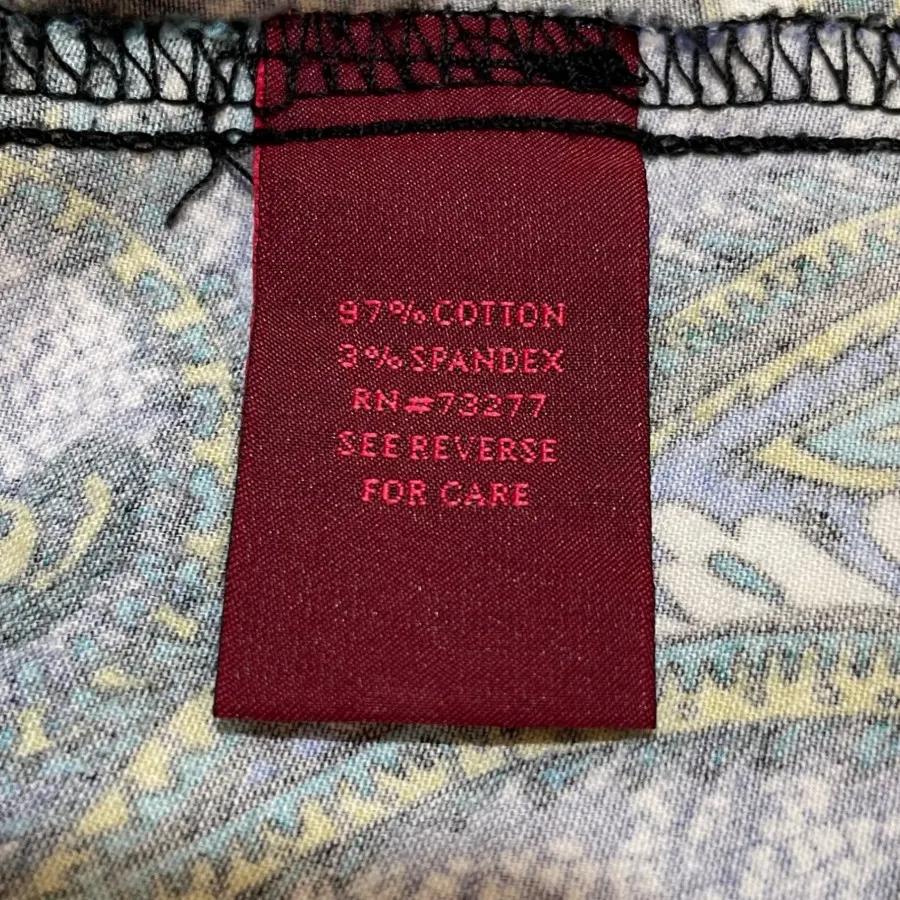 97% COTTON
3% SPANDEX
RN#73277
SEE REVERSE
FOR CARE